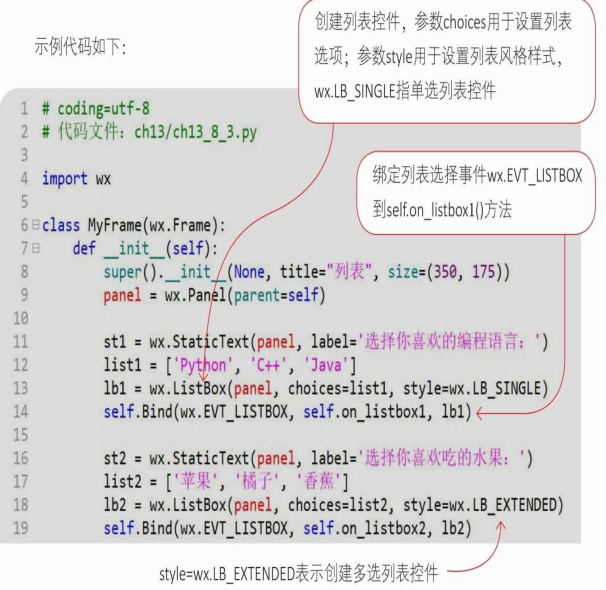 示例代码如下：
创建列表控件，参数choices用于设置列表
选项；参数style用于设置列表风格样式，
wx.LB_SINGLE指单选列表控件
绑定列表选择事件wx.EVT_LISTBOX
到self.on_listbox1()方法
1 # coding=utf-8
2 # 代码文件：ch13/ch13_8_3.py
3
4 import wx
5
6 class MyFrame(wx.Frame):
7     def __init__(self):
8         super().__init__(None, title="列表", size=(350, 175))
9         panel = wx.Panel(parent=self)
10
11         st1 = wx.StaticText(panel, label='选择你喜欢的编程语言：')
12         list1 = ['Python', 'C++', 'Java']
13         lb1 = wx.ListBox(panel, choices=list1, style=wx.LB_SINGLE)
14         self.Bind(wx.EVT_LISTBOX, self.on_listbox1, lb1)
15
16         st2 = wx.StaticText(panel, label='选择你喜欢吃的水果：')
17         list2 = ['苹果', '橘子', '香蕉']
18         lb2 = wx.ListBox(panel, choices=list2, style=wx.LB_EXTENDED)
19         self.Bind(wx.EVT_LISTBOX, self.on_listbox2, lb2)
style=wx.LB_EXTENDED表示创建多选列表控件